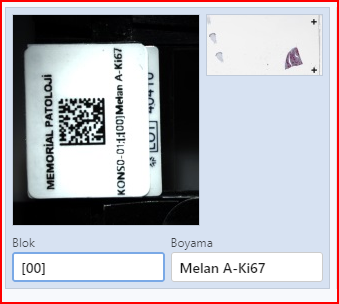 MEMORİAL PATOLOJİ
KONS0-01;1;[00]Melan A-Ki67
Blok
Boyama
[00]
Melan A-Ki67